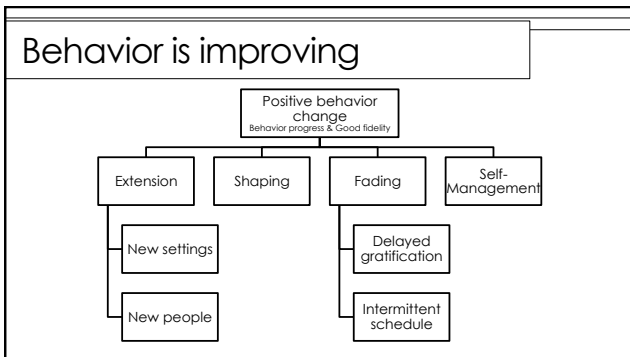 Behavior is improving
Positive behavior
change
Behavior progress & Good fidelity
Extension
Shaping
Fading
Self-
Management
New settings
Delayed
gratification
New people
Intermittent
schedule